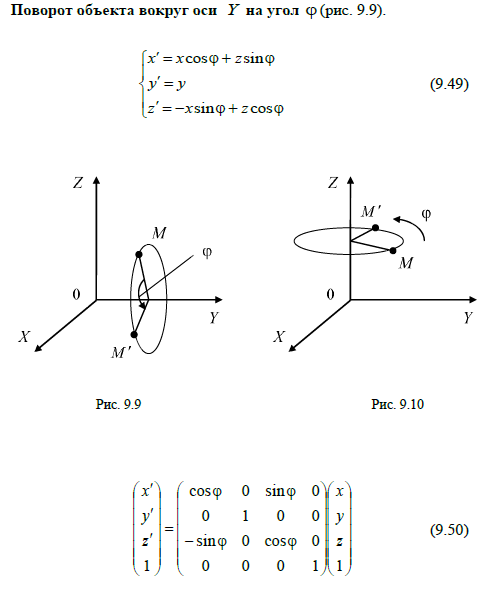 Поворот объекта вокруг оси Y на угол φ (рис. 9.9).
x′ = x cosφ + z sinφ
y′ = y (9.49)
z′ = −x sinφ + z cosφ
Z Z
M φ M′ φ
M
0 0
Y Y
X M′ X
Рис. 9.9 Рис. 9.10
x′ cosφ 0 sinφ 0 x
y′ = 0 1 0 0 y (9.50)
z′ −sinφ 0 cosφ 0 z
1 0 0 0 1 1